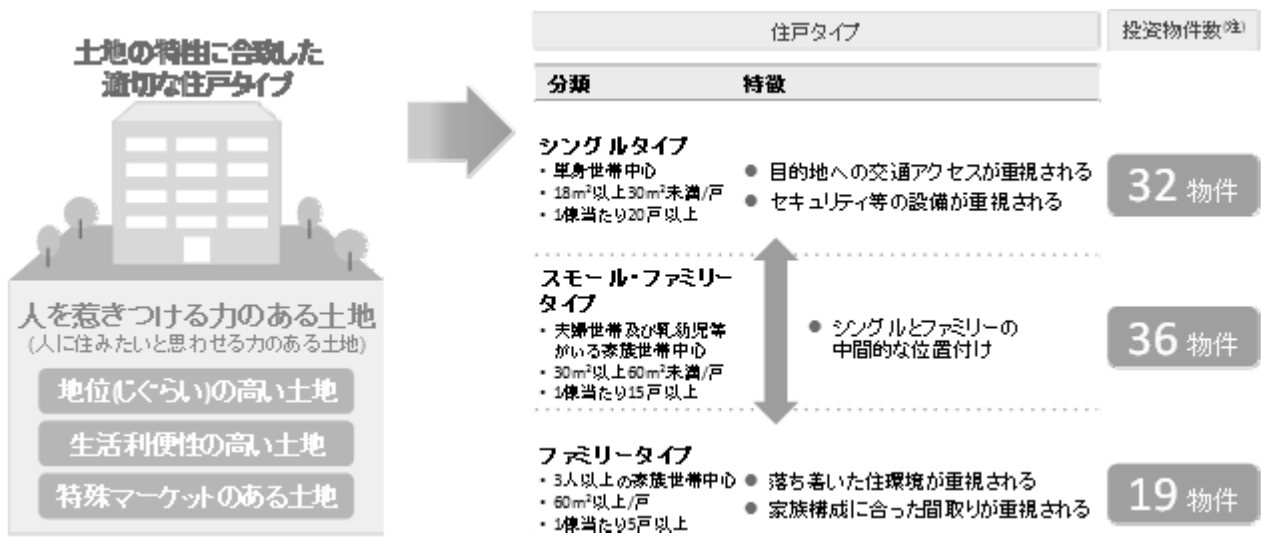 土地の特性に合致した
適切な住戸タイプ
人を惹きつける力のある土地
(人に住みたいと思わせる力のある土地)
地位(じぐらい)の高い土地
生活利便性の高い土地
特殊マーケットのある土地
住戸タイプ
投資物件数(注)
分類 特徴
シングルタイプ
・単身世帯中心
・18m²以上30m²未満/戸
・1棟当たり20戸以上
● 目的地への交通アクセスが重視される
● セキュリティ等の設備が重視される
32 物件
スモール・ファミリー
タイプ
・夫婦世帯及び乳幼児等
がいる家族世帯中心
・30m²以上60m²未満/戸
・1棟当たり15戸以上
● シングルとファミリーの
中間的な位置付け
36 物件
ファミリータイプ
・3人以上の家族世帯中心
・60m²以上/戸
・1棟当たり5戸以上
● 落ち着いた住環境が重視される
● 家族構成に合った間取りが重視される
19 物件